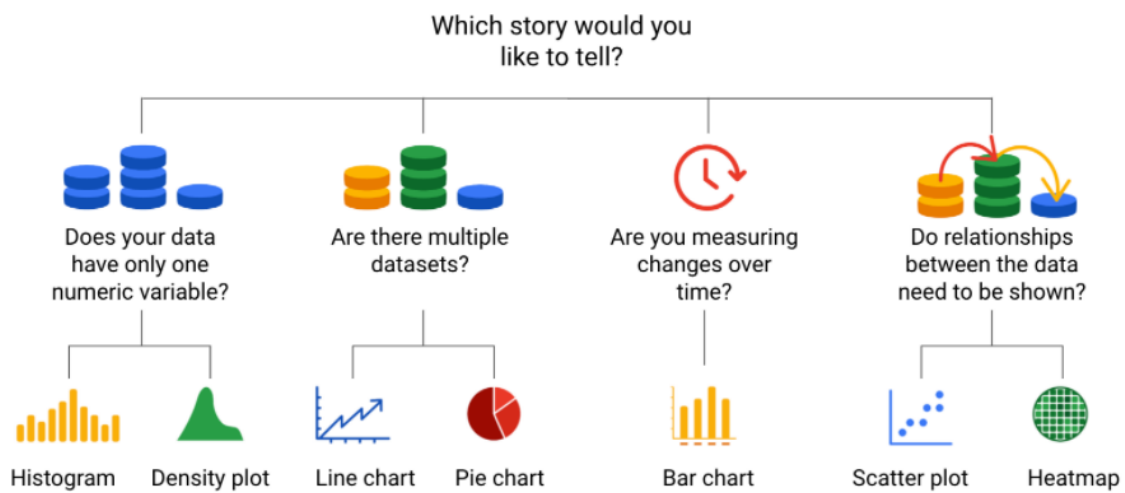 Which story would you
like to tell?
Does your data
have only one
numeric variable?
Are there multiple
datasets?
Are you measuring
changes over
time?
Do relationships
between the data
need to be shown?
Histogram
Density plot
Line chart
Pie chart
Bar chart
Scatter plot
Heatmap